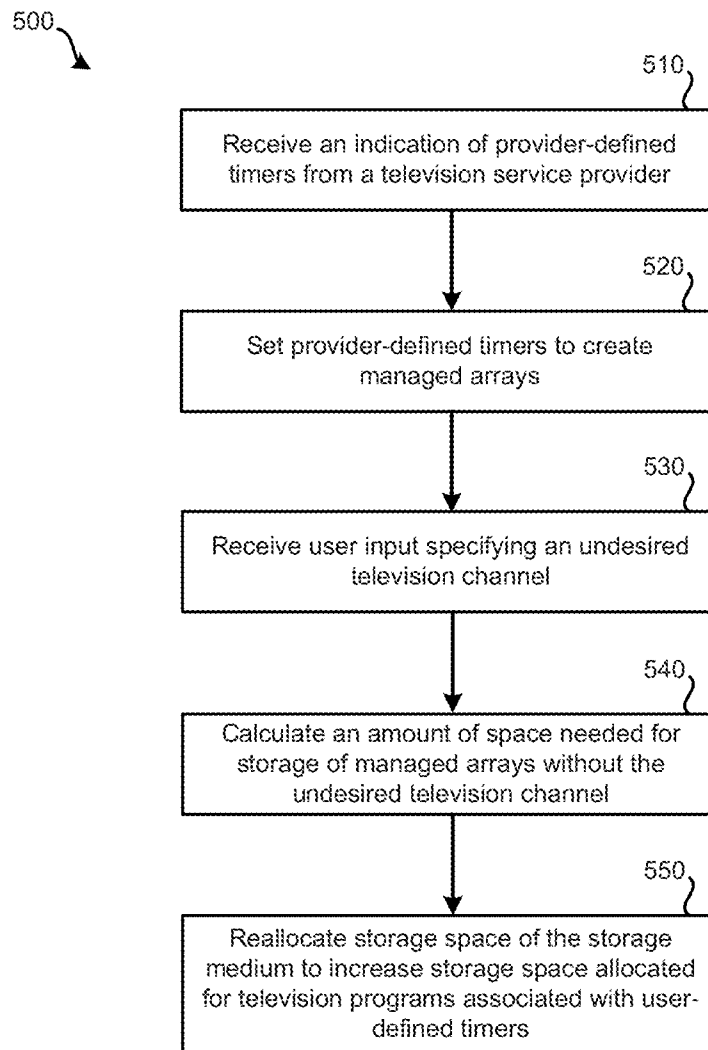 500
510
Receive an indication of provider-defined
timers from a television service provider
520
Set provider-defined timers to create
managed arrays
530
Receive user input specifying an undesired
television channel
540
Calculate an amount of space needed for
storage of managed arrays without the
undesired television channel
550
Reallocate storage space of the storage
medium to increase storage space allocated
for television programs associated with user-
defined timers